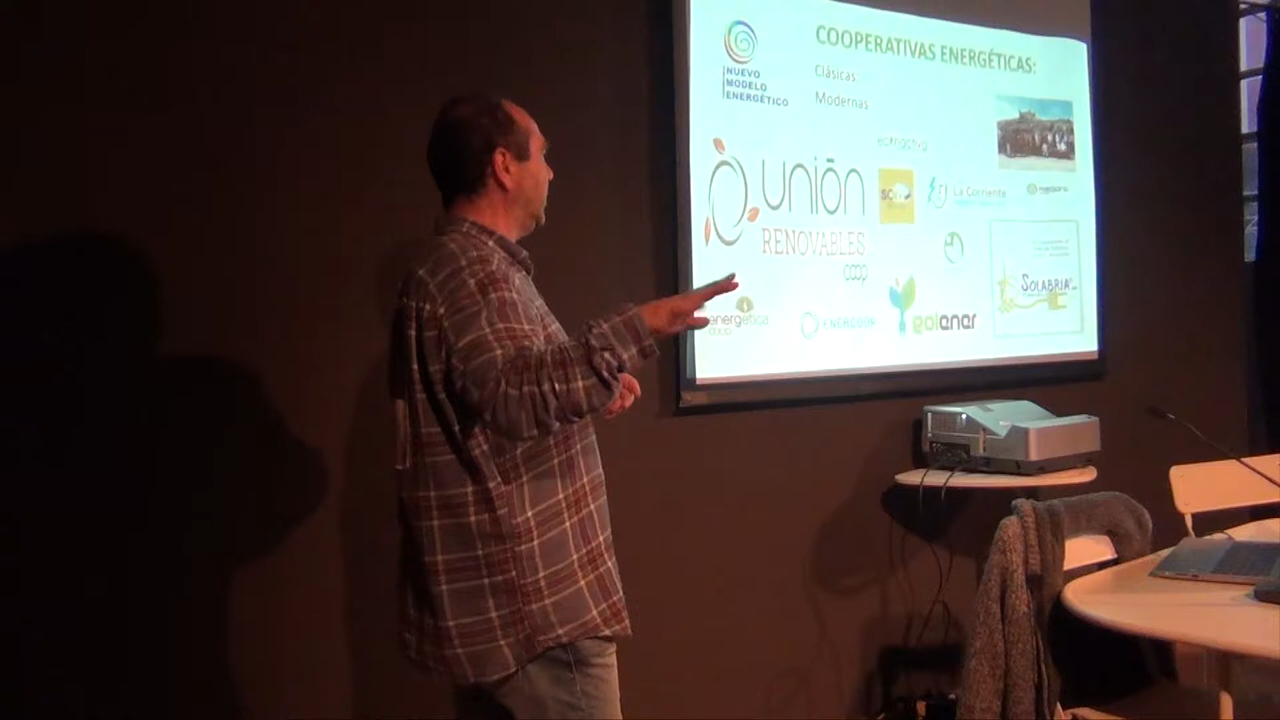 COOPERATIVAS ENERGÉTICAS:
NUEVO
MODELO
ENERGÉTICO
Clásicas:
Modernas
unión
RENOVABLES
coop
La Corriente
SOLABRIA
energética
coop
ENERCOOP
goiener